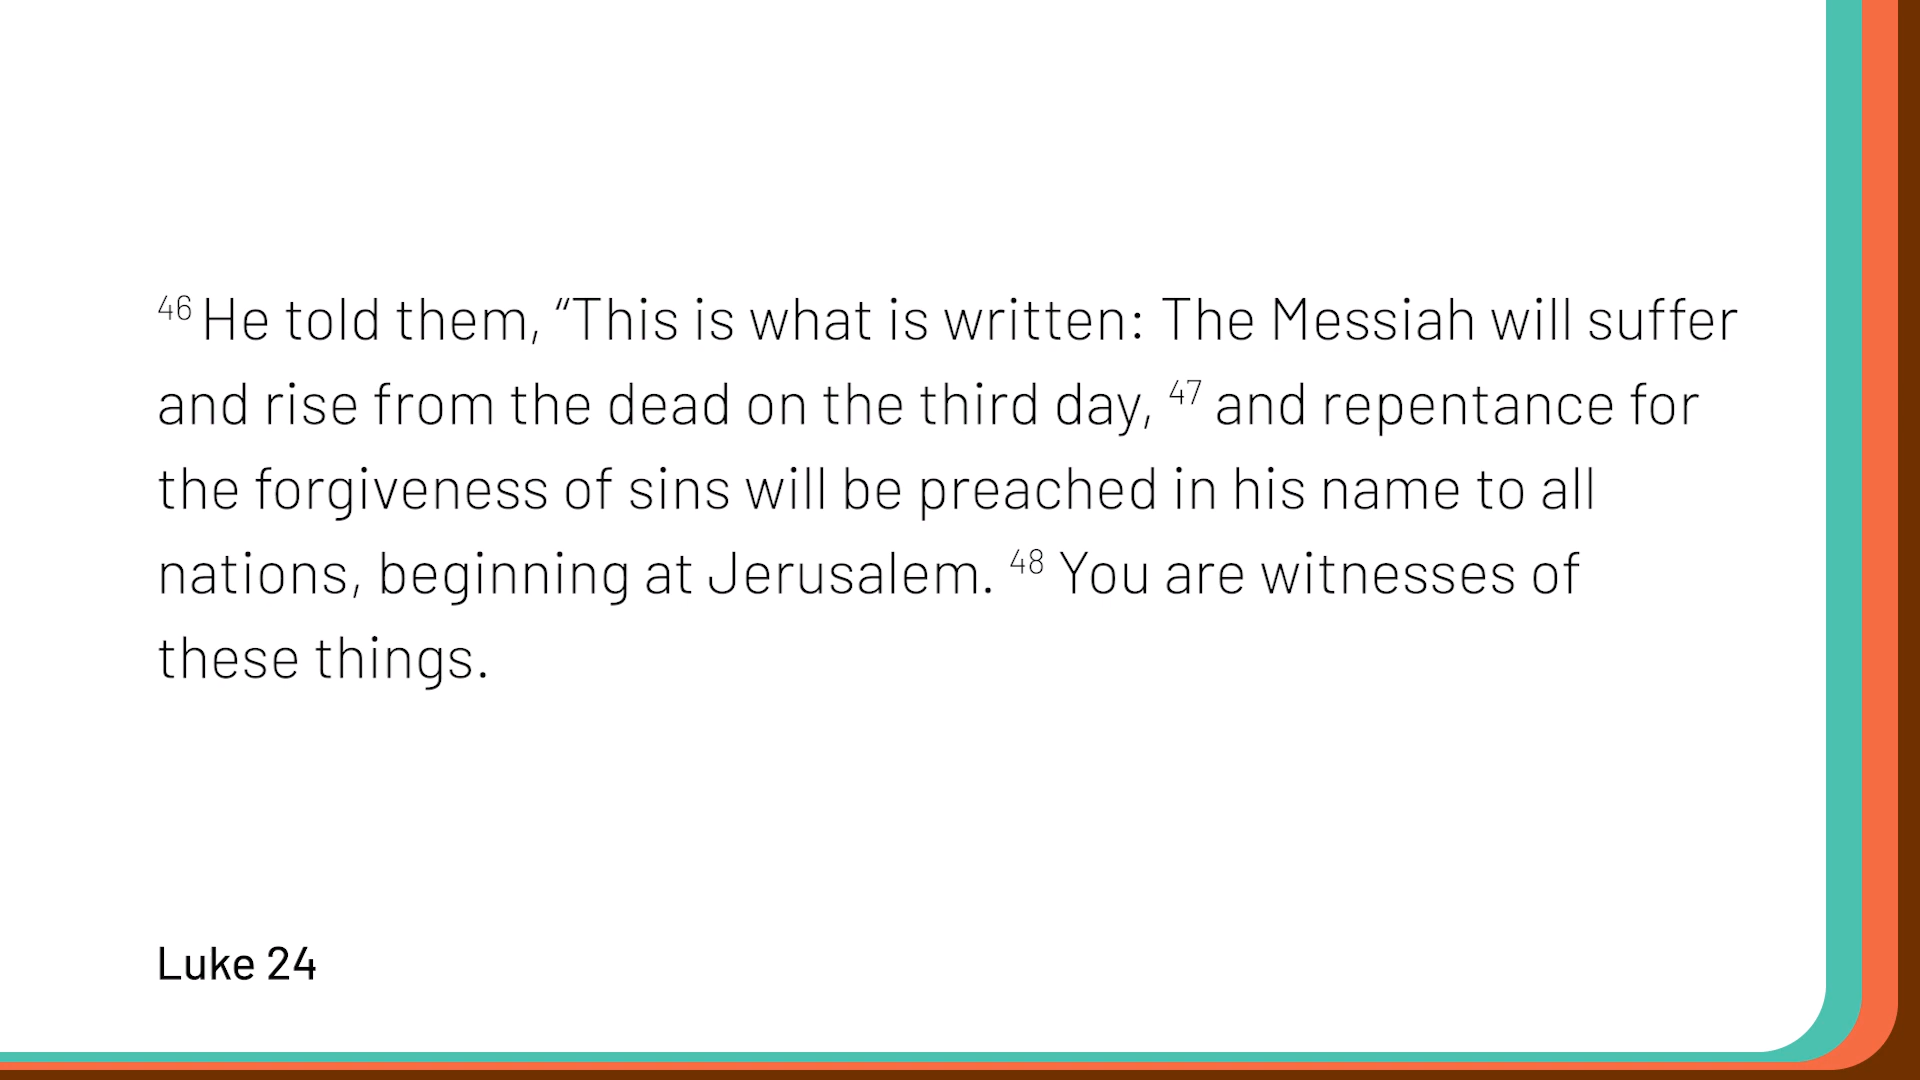 46 He told them, “This is what is written: The Messiah will suffer
and rise from the dead on the third day, 47 and repentance for
the forgiveness of sins will be preached in his name to all
nations, beginning at Jerusalem. 48 You are witnesses of
these things.
Luke 24